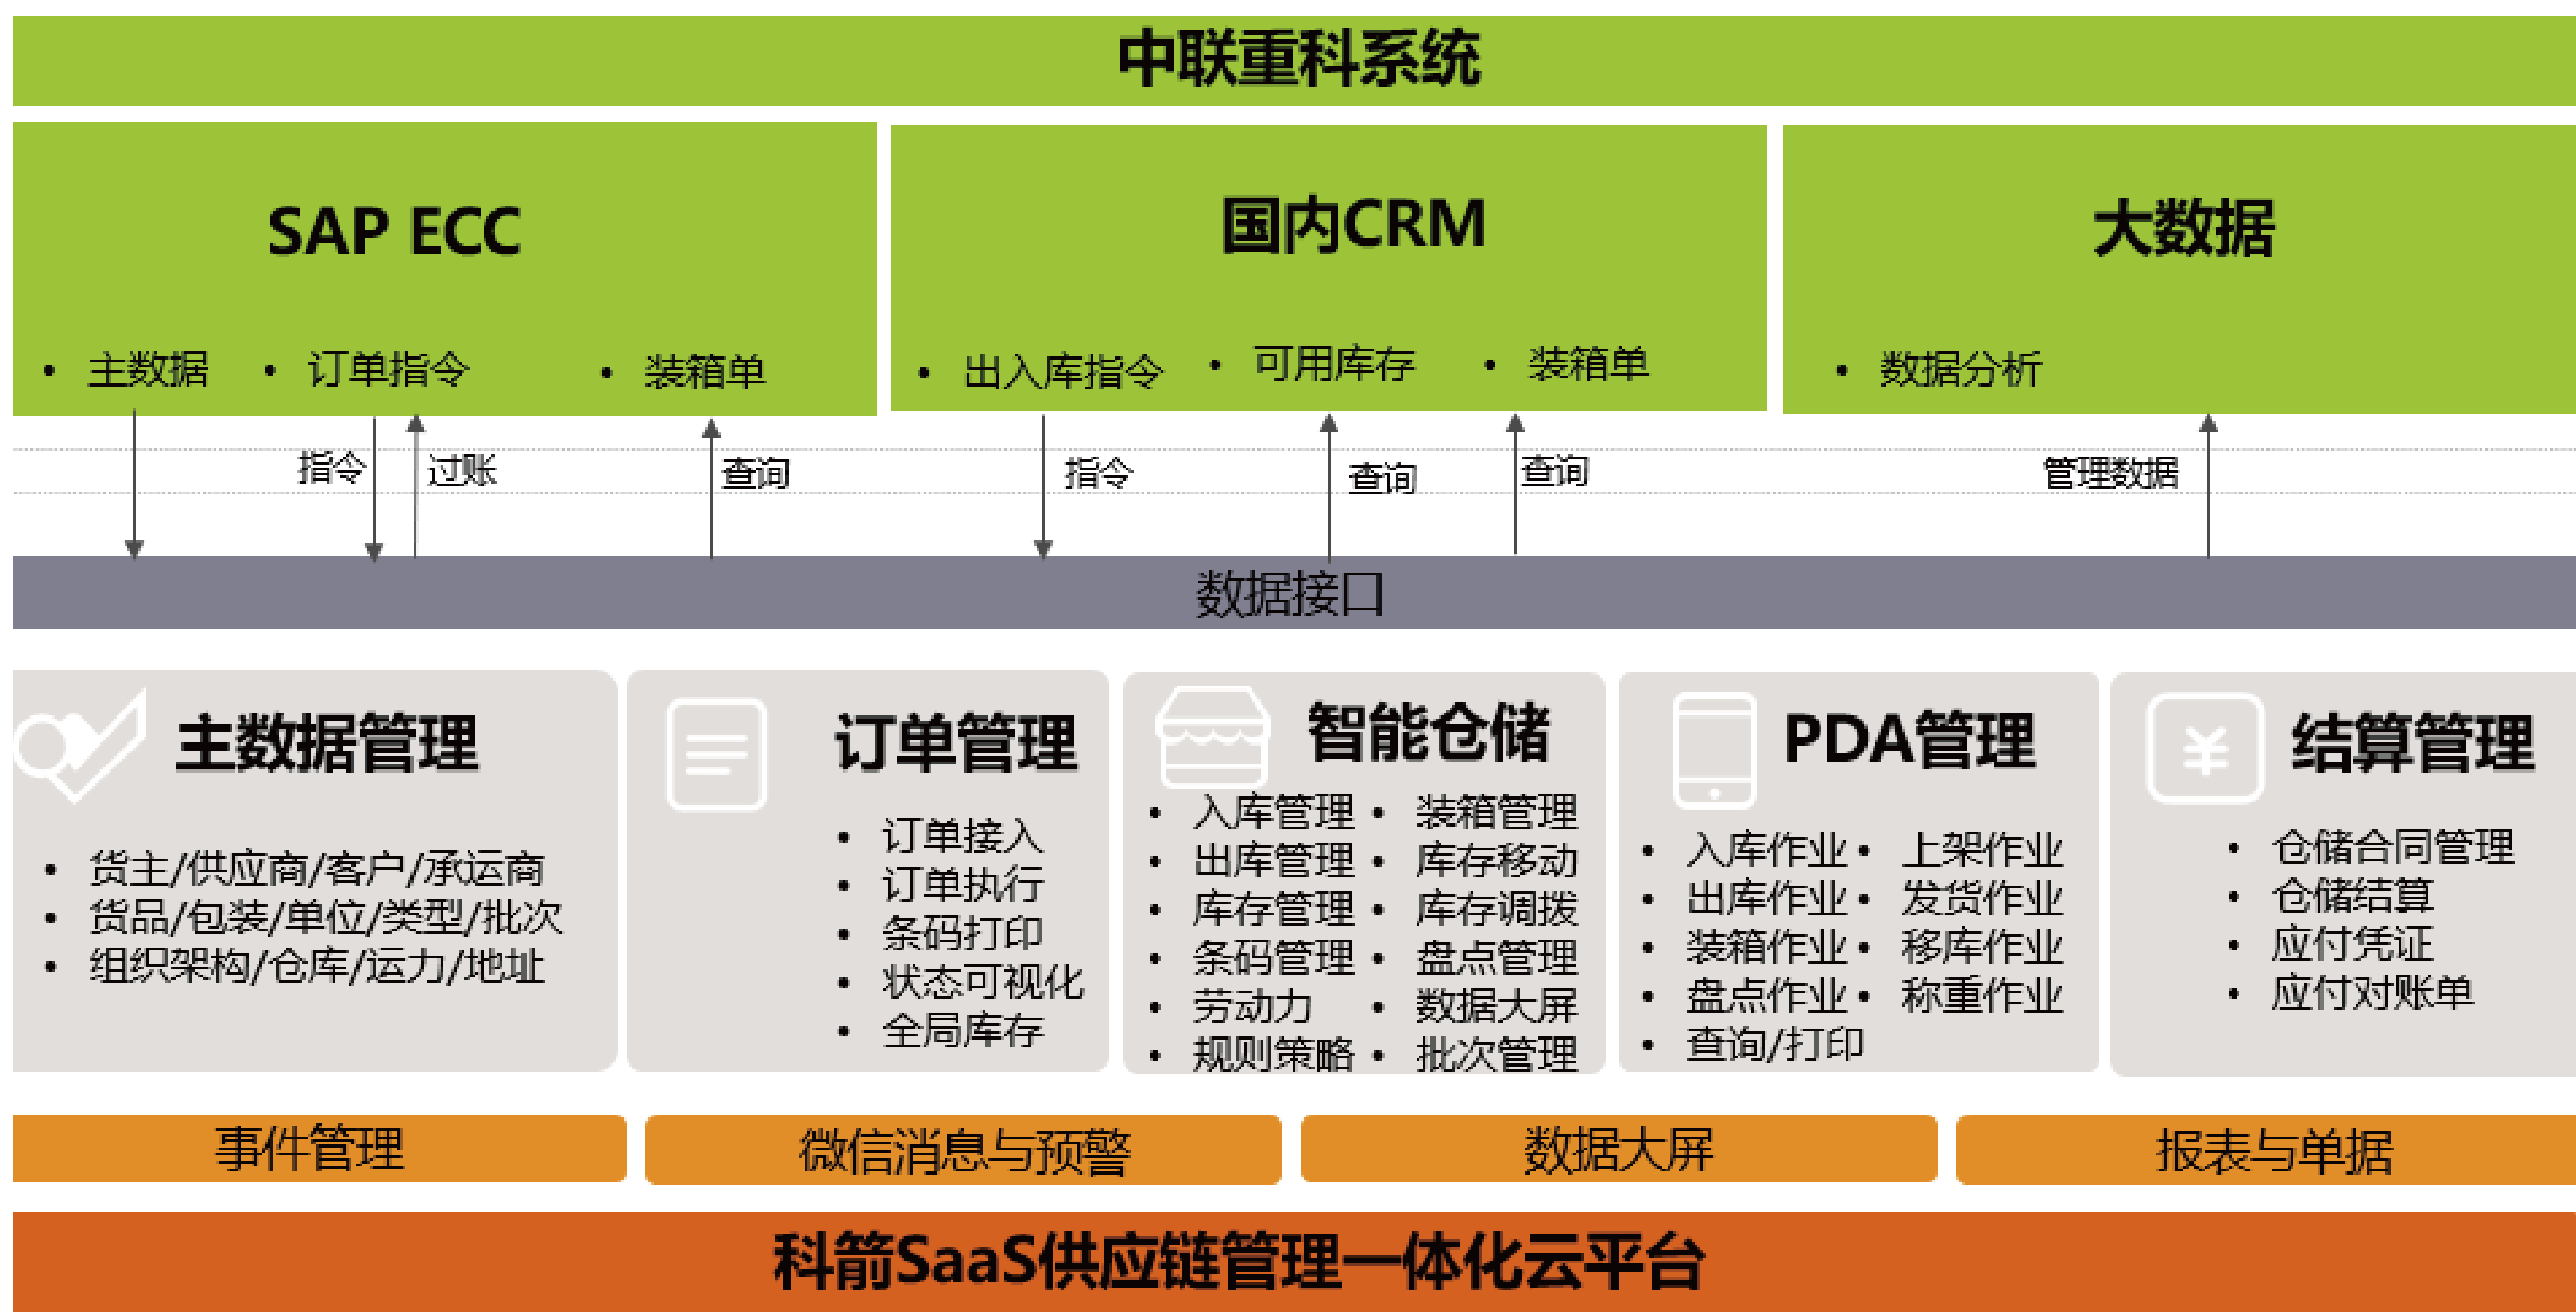 中联重科系统
SAP ECC
• 主数据 • 订单指令 • 装箱单
国内CRM
• 出入库指令 • 可用库存 • 装箱单
大数据
• 数据分析
指令 过账 查询 指令 查询 查询 管理数据
数据接口
主数据管理
• 货主/供应商/客户/承运商
• 货品/包装/单位/类型/批次
• 组织架构/仓库/运力/地址
订单管理
• 订单接入
• 订单执行
• 条码打印
• 状态可视化
• 全局库存
智能仓储
• 入库管理 • 装箱管理
• 出库管理 • 库存移动
• 库存管理 • 库存调拨
• 条码管理 • 盘点管理
• 劳动力 • 数据大屏
• 规则策略 • 批次管理
PDA管理
• 入库作业 • 上架作业
• 出库作业 • 发货作业
• 装箱作业 • 移库作业
• 盘点作业 • 称重作业
• 查询/打印
结算管理
¥
• 仓储合同管理
• 仓储结算
• 应付凭证
• 应付对账单
事件管理 微信消息与预警 数据大屏 报表与单据
科箭SaaS供应链管理一体化云平台